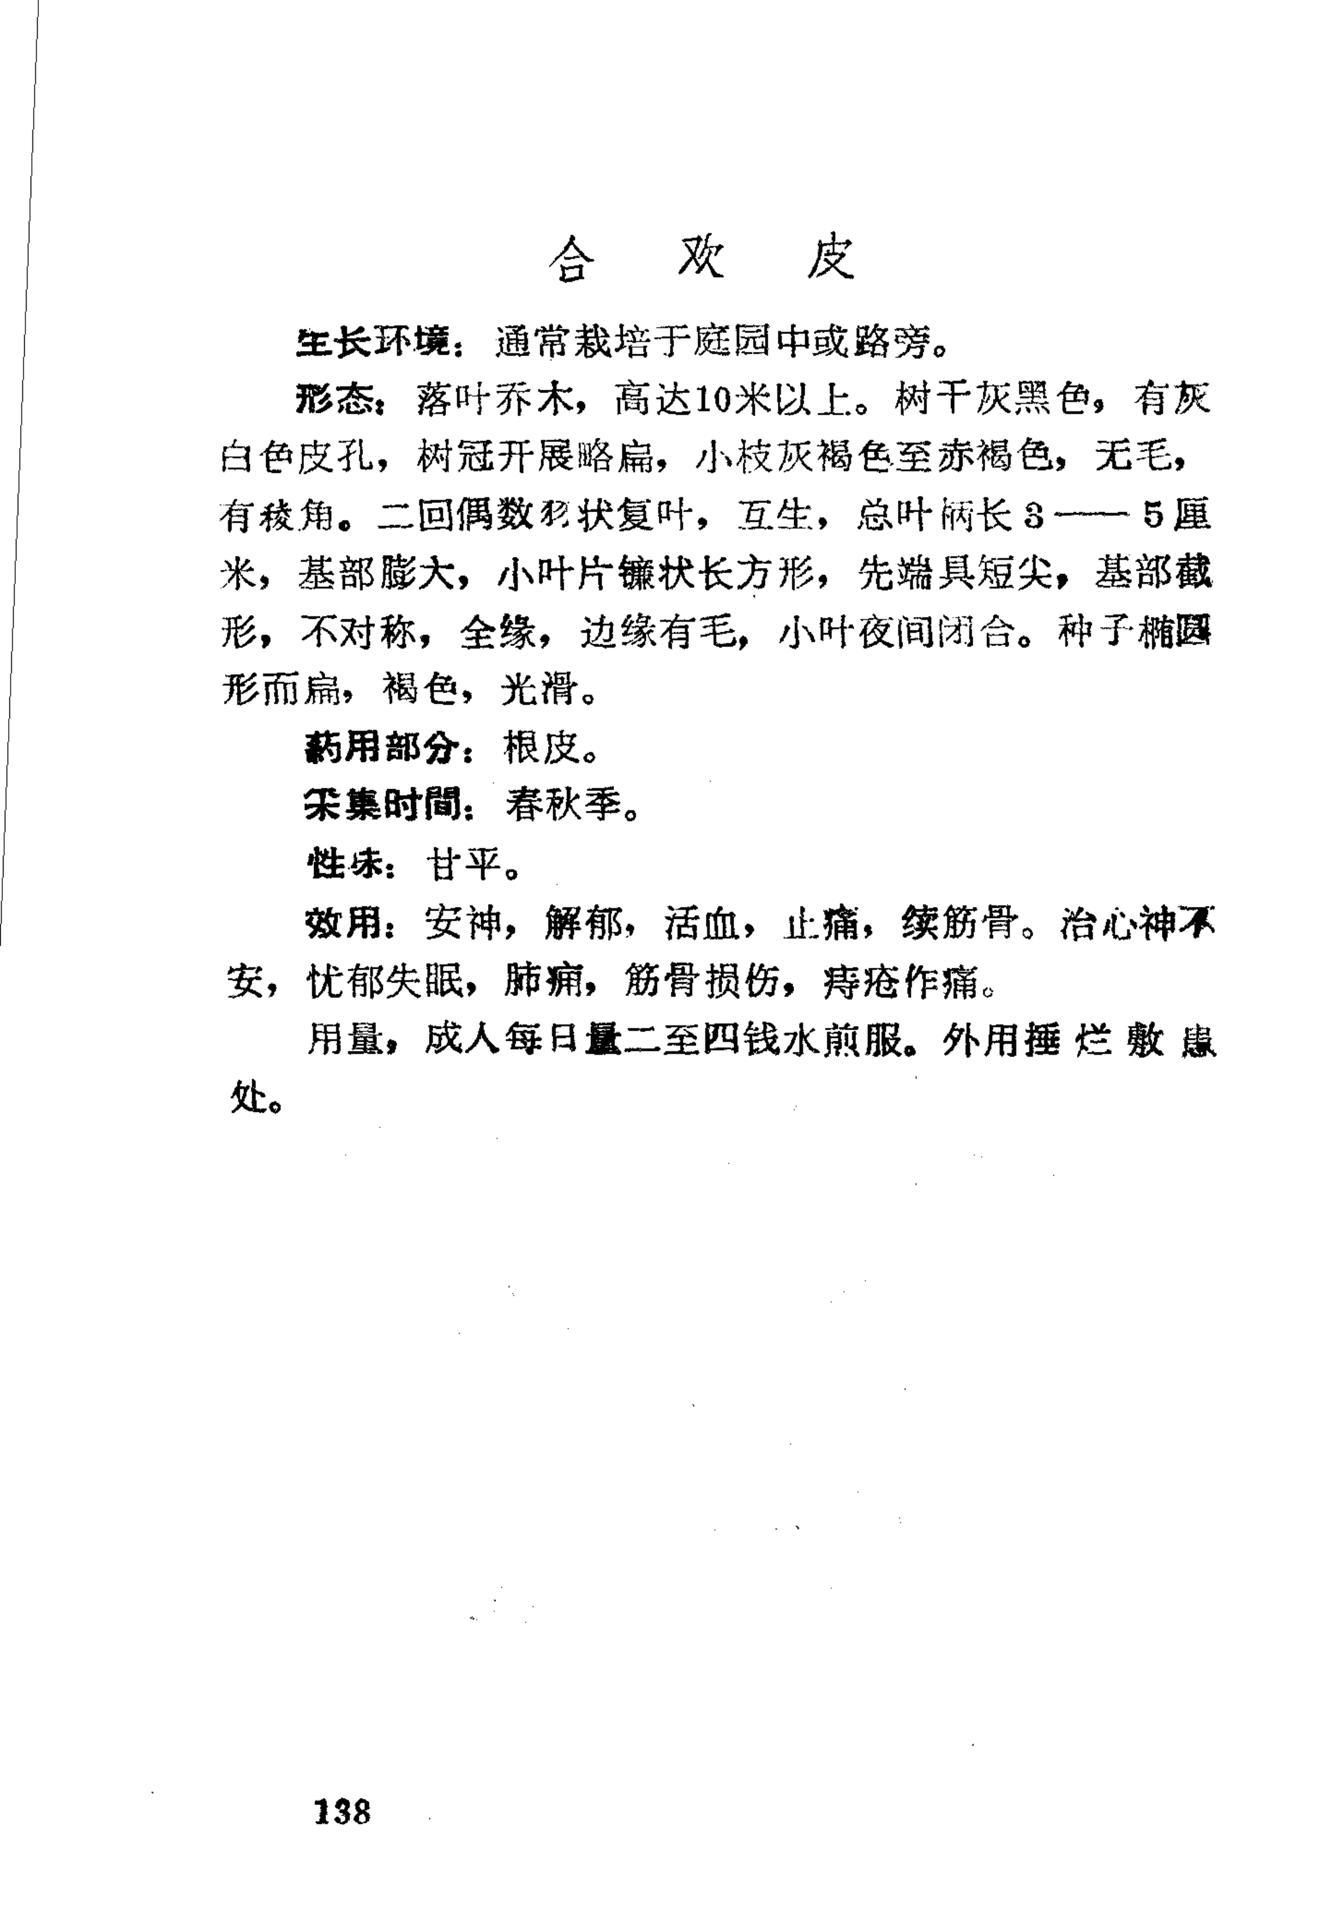 合欢皮
生长环境：通常栽培于庭园中或路旁。
形态：落叶乔木，高达10米以上。树干灰黑色，有灰
白色皮孔，树冠开展略扁，小枝灰褐色至赤褐色，无毛，
有稜角。二回偶数羽状复叶，互生，总叶柄长3——5厘
米，基部膨大，小叶片镰状长方形，先端具短尖，基部截
形，不对称，全缘，边缘有毛，小叶夜间闭合。种子椭圆
形而扁，褐色，光滑。
药用部分：根皮。
采集时間：春秋季。
性味：甘平。
效用：安神，解郁，活血，止痛，续筋骨。治心神不
安，忧郁失眠，肺痈，筋骨损伤，痔疮作痛。
用量，成人每日量二至四钱水煎服。外用捶烂敷患
处。
138